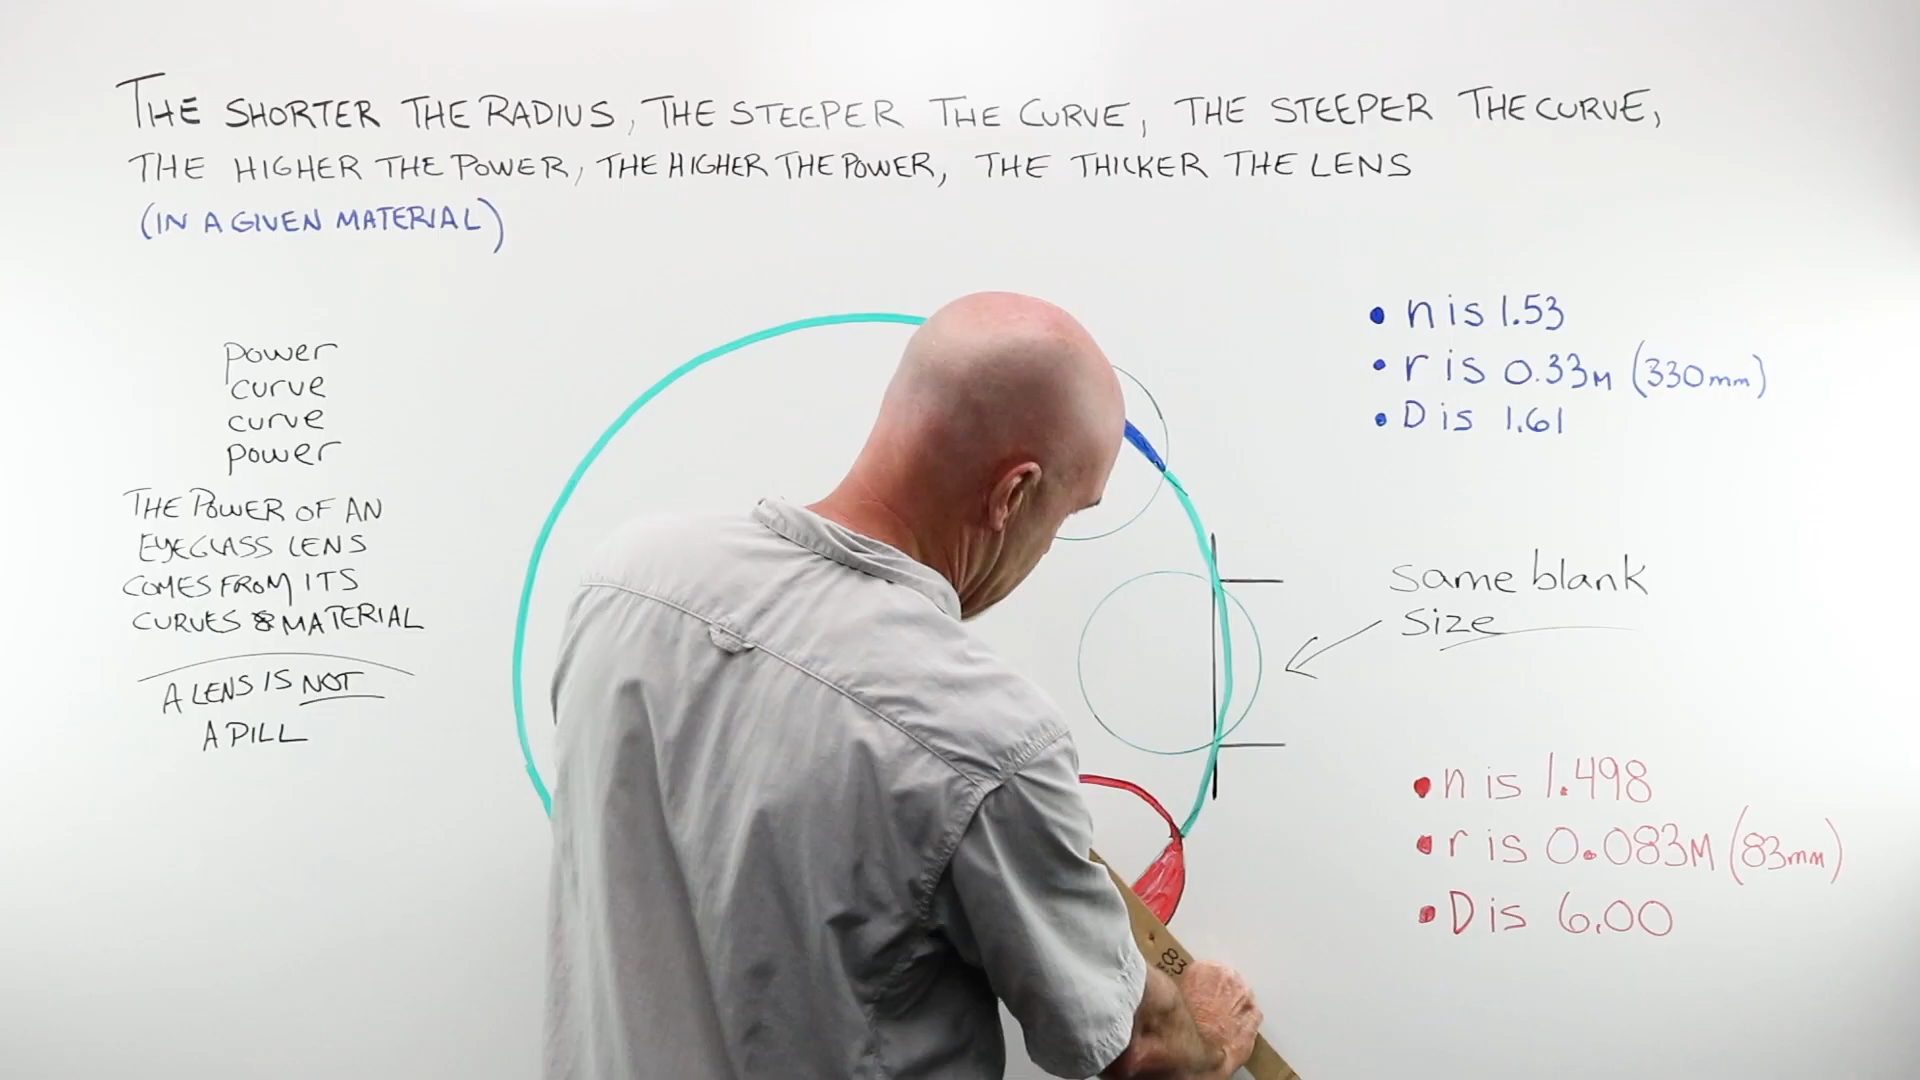 THE SHORTER THE RADIUS, THE STEEPER THE CURVE, THE STEEPER THE CURVE,
THE HIGHER THE POWER, THE HIGHER THE POWER, THE THICKER THE LENS
(IN A GIVEN MATERIAL)
power
curve
curve
power
THE POWER OF AN
EYEGLASS LENS
COMES FROM ITS
CURVES & MATERIAL
A LENS IS NOT
A PILL
• n is 1.53
• r is 0.33M (330mm)
• D is 1.61
same blank
size
• n is 1.498
• r is 0.083M (83mm)
• D is 6.00
83